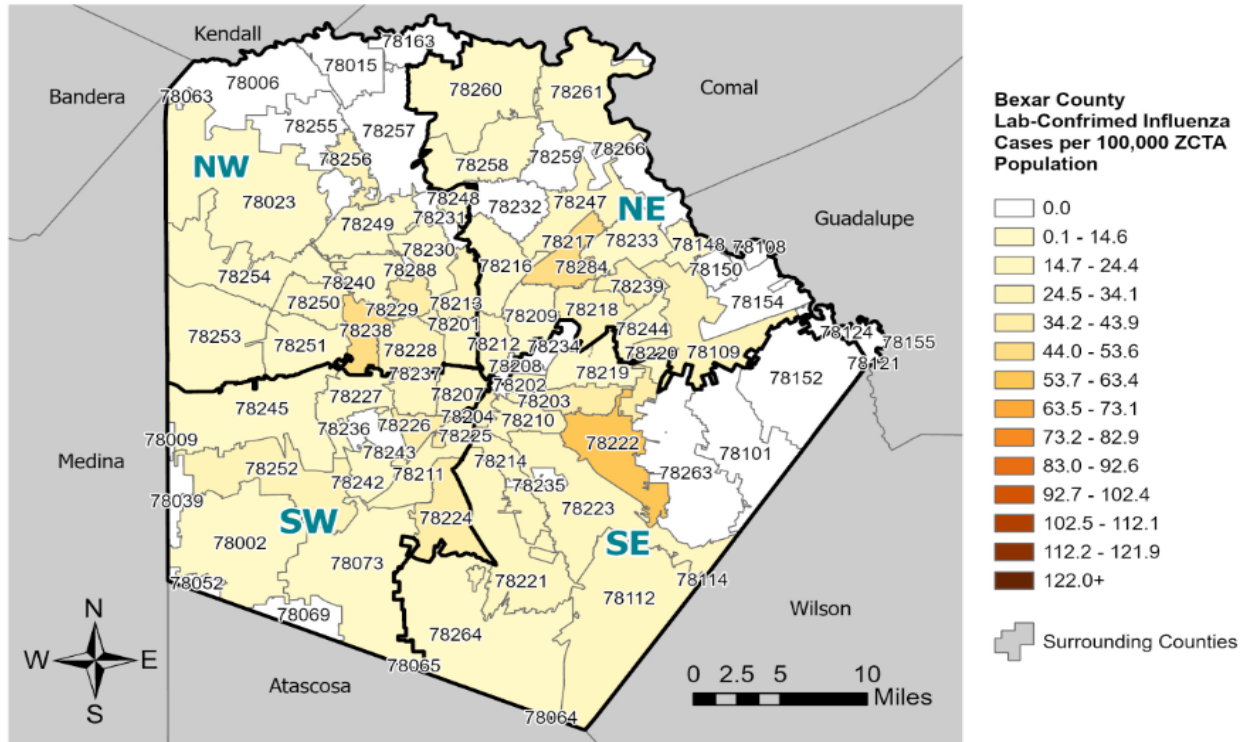 Kendall
78163
78015
78006
Bandera
78063
78260
78261
Comal
78255
78257
78256
78258
78259
78266
NW
78023
78248
78231
78232
78247
NE
78249
78230
78217
78233
78148
78108
Guadalupe
78254
78240
78288
78216
78284
78150
78250
78229
78213
78239
78154
78253
78251
78238
78201
78209
78218
78228
78212
78234
78244
78220
78109
78124
78155
78121
78237
78208
78202
78219
78152
78245
78227
78207
78203
78236
78226
78204
78210
78009
78225
78222
Medina
78252
78243
78211
78214
78263
78101
78242
78235
78039
SW
78224
78223
78002
78073
SE
78052
78221
78114
78112
78069
78264
Wilson
78065
Atascosa
78064
N
W
E
S
0 2.5 5 10
Miles
Bexar County
Lab-Confrimed Influenza
Cases per 100,000 ZCTA
Population
0.0
0.1 - 14.6
14.7 - 24.4
24.5 - 34.1
34.2 - 43.9
44.0 - 53.6
53.7 - 63.4
63.5 - 73.1
73.2 - 82.9
83.0 - 92.6
92.7 - 102.4
102.5 - 112.1
112.2 - 121.9
122.0+
Surrounding Counties